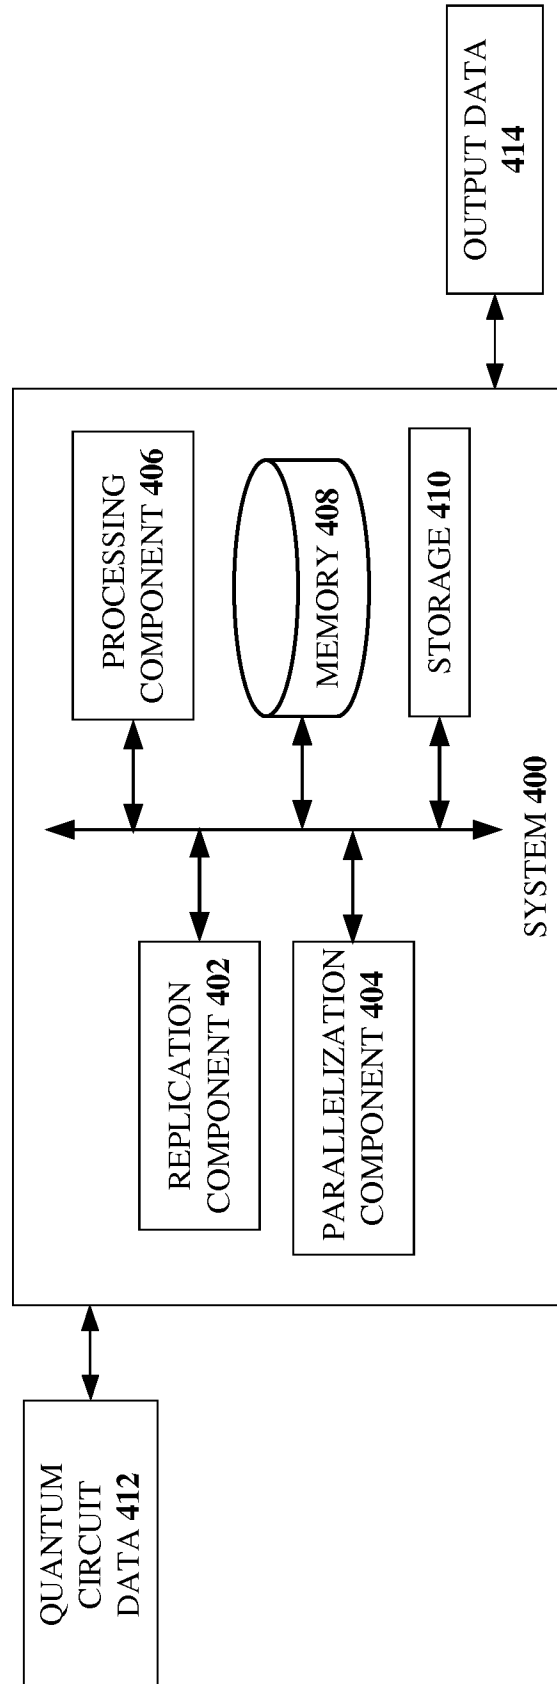 QUANTUM
CIRCUIT
DATA 412
REPLICATION
COMPONENT 402
PARALLELIZATION
COMPONENT 404
PROCESSING
COMPONENT 406
MEMORY 408
STORAGE 410
SYSTEM 400
OUTPUT DATA
414